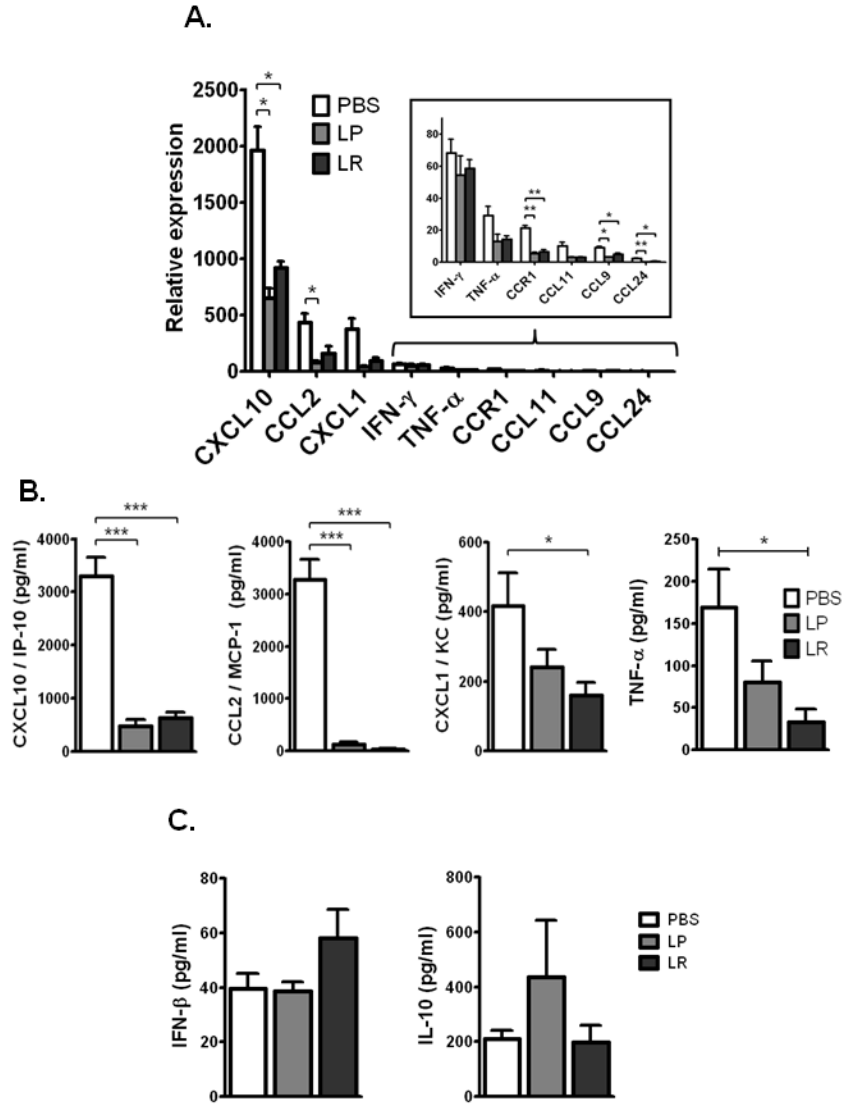 A.
Relative expression
2500
2000
1500
1000
500
0
* *
*
PBS
LP
LR
80
60
40
20
0
**
**
*
*
*
**
IFN-γ
TNF-α
CCR1
CCL11
CCL9
CCL24
CXCL10
CCL2
CXCL1
IFN-γ
TNF-α
CCR1
CCL11
CCL9
CCL24
B.
CXCL10 / IP-10 (pg/ml)
4000
3000
2000
1000
0
***
***
CCL2 / MCP-1 (pg/ml)
4000
3000
2000
1000
0
***
***
CXCL1 / KC (pg/ml)
600
400
200
0
*
TNF-α (pg/ml)
250
200
150
100
50
0
*
PBS
LP
LR
C.
IFN-β (pg/ml)
80
60
40
20
0
IL-10 (pg/ml)
800
600
400
200
0
PBS
LP
LR